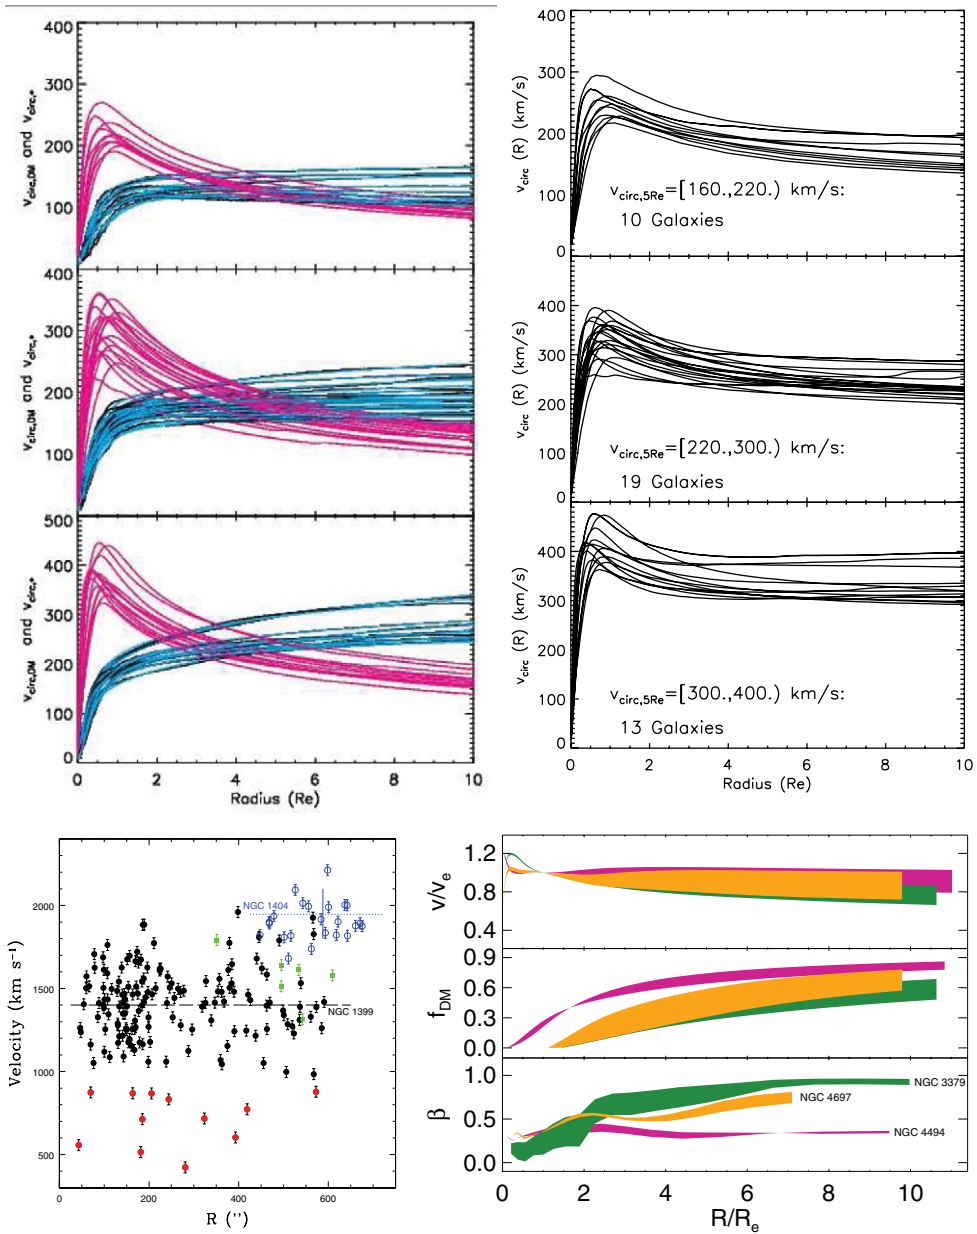 400
300
200
100
v_circ,DM and v_circ,*
400
300
200
100
v_circ,DM and v_circ,*
500
400
300
200
100
0
v_circ,DM and v_circ,*
0 2 4 6 8 10
Radius (Re)
400
300
200
100
0
v_circ (R) (km/s)
v_circ,5Re=[160.,220.) km/s:
10 Galaxies
400
300
200
100
0
v_circ (R) (km/s)
v_circ,5Re=[220.,300.) km/s:
19 Galaxies
400
300
200
100
0
v_circ (R) (km/s)
v_circ,5Re=[300.,400.) km/s:
13 Galaxies
0 2 4 6 8 10
Radius (Re)
2000
1500
1000
500
Velocity (km s⁻¹)
NGC 1404
NGC 1399
0 200 400 600
R (")
1.2
0.8
0.4
v/v_e
0.9
0.6
0.3
0.0
f_DM
1.0
0.5
0.0
β
NGC 3379
NGC 4697
NGC 4494
0 2 4 6 8 10
R/R_e